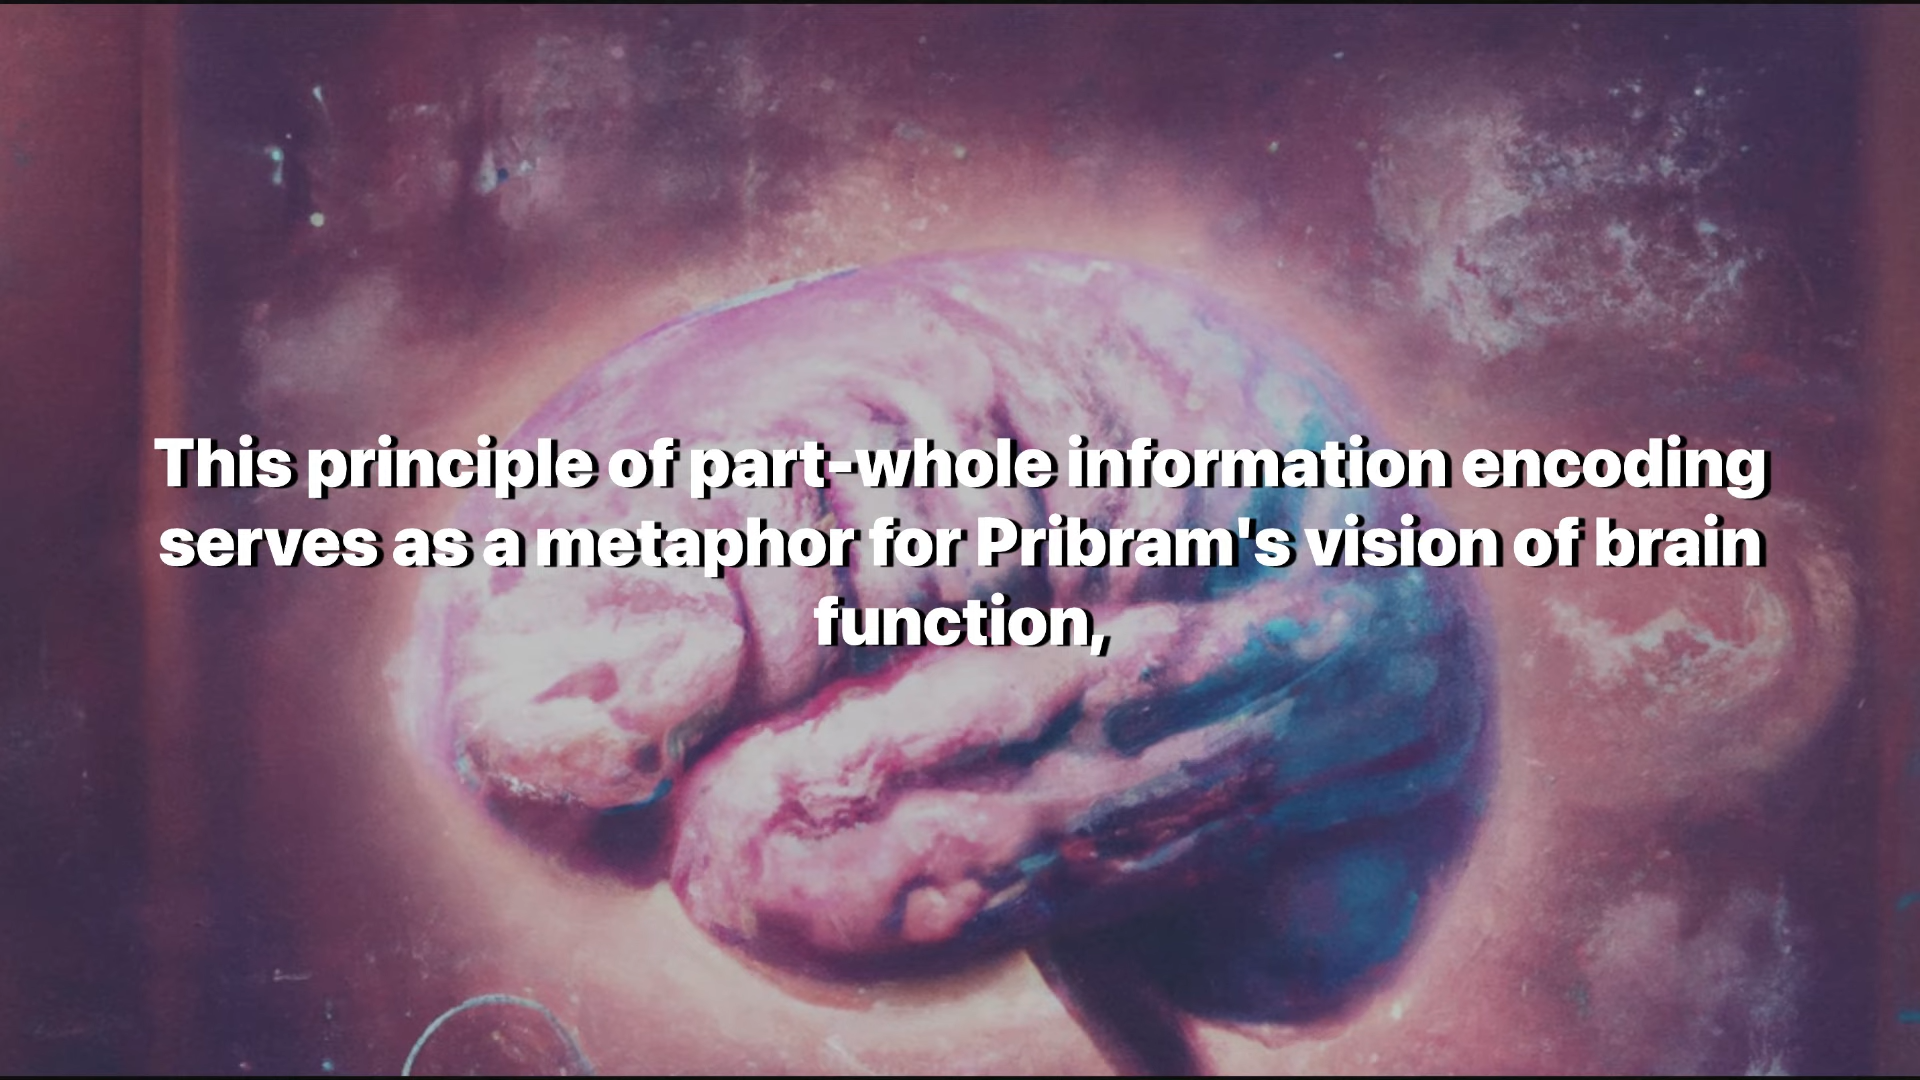 This principle of part-whole information encoding
serves as a metaphor for Pribram's vision of brain
function,